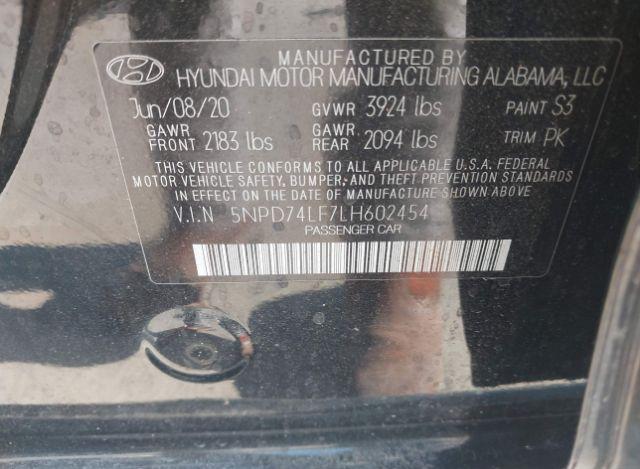 MANUFACTURED BY
HYUNDAI MOTOR MANUFACTURING ALABAMA, LLC
Jun/08/20 GVWR 3924 lbs PAINT S3
GAWR FRONT 2183 lbs GAWR REAR 2094 lbs TRIM PK
THIS VEHICLE CONFORMS TO ALL APPLICABLE U.S.A. FEDERAL
MOTOR VEHICLE SAFETY, BUMPER, AND THEFT PREVENTION STANDARDS
IN EFFECT ON THE DATE OF MANUFACTURE SHOWN ABOVE.
V.I.N 5NPD74LF7LH602454
PASSENGER CAR